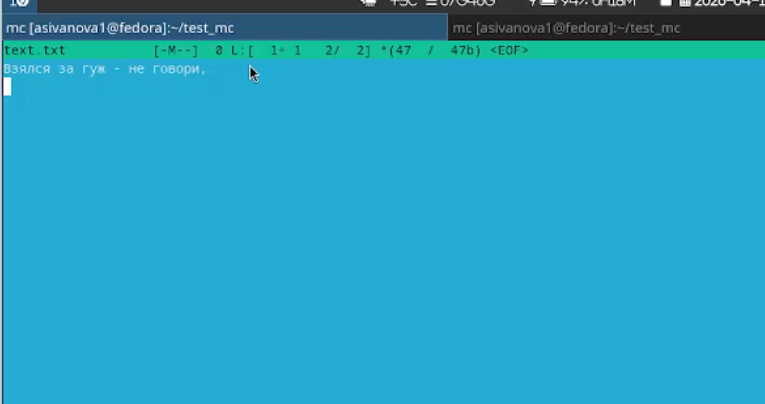 mc [asivanova1@fedora]:~/test_mc
mc [asivanova1@fedora]:~/test_mc
text.txt [-M--] 0 L:[ 1+ 1 2/ 2] *(47 / 47b) <EOF>
Взялся за гуж - не говори,